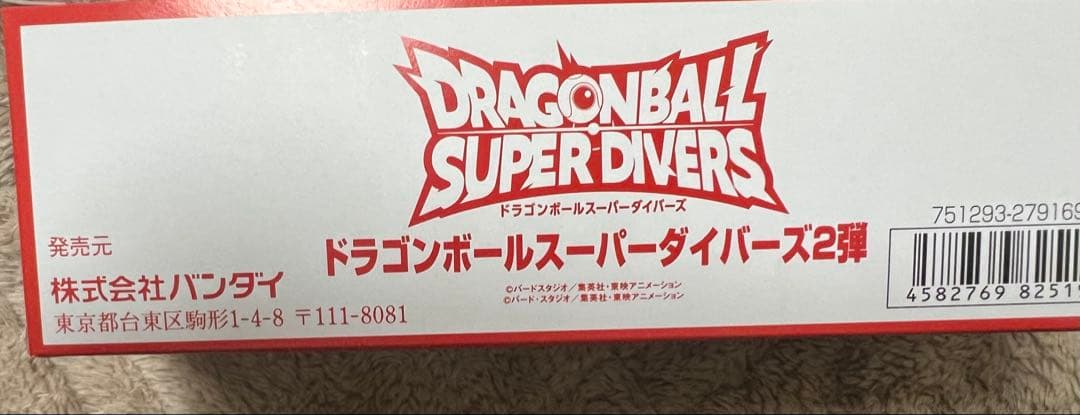 DRAGONBALL
SUPER DIVERS
ドラゴンボールスーパーダイバーズ
ドラゴンボールスーパーダイバーズ2弾
©バードスタジオ/集英社・東映アニメーション
©バード・スタジオ/集英社・東映アニメーション
発売元
株式会社バンダイ
東京都台東区駒形1-4-8 〒111-8081
751293-279169
4582769 82519